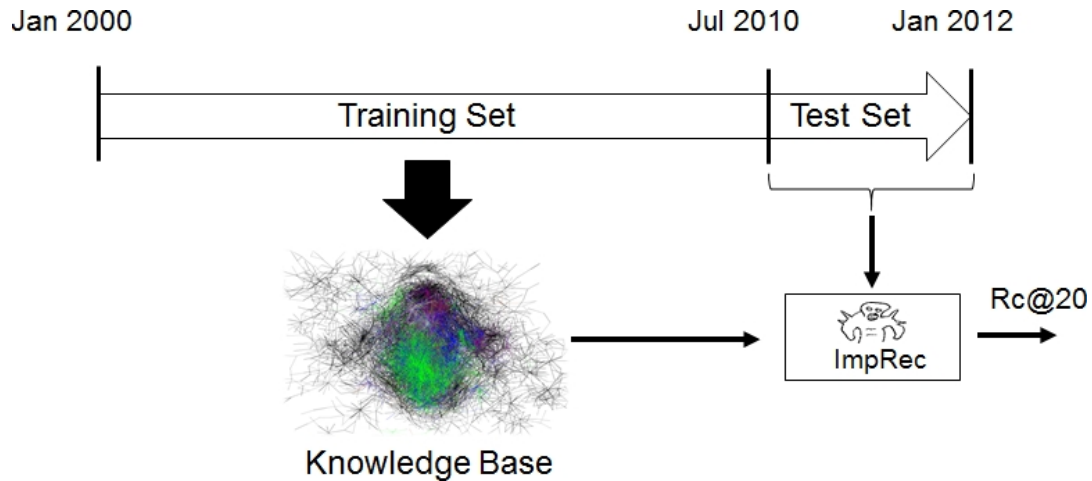 Jan 2000
Jul 2010
Jan 2012
Training Set
Test Set
Rc@20
ImpRec
Knowledge Base